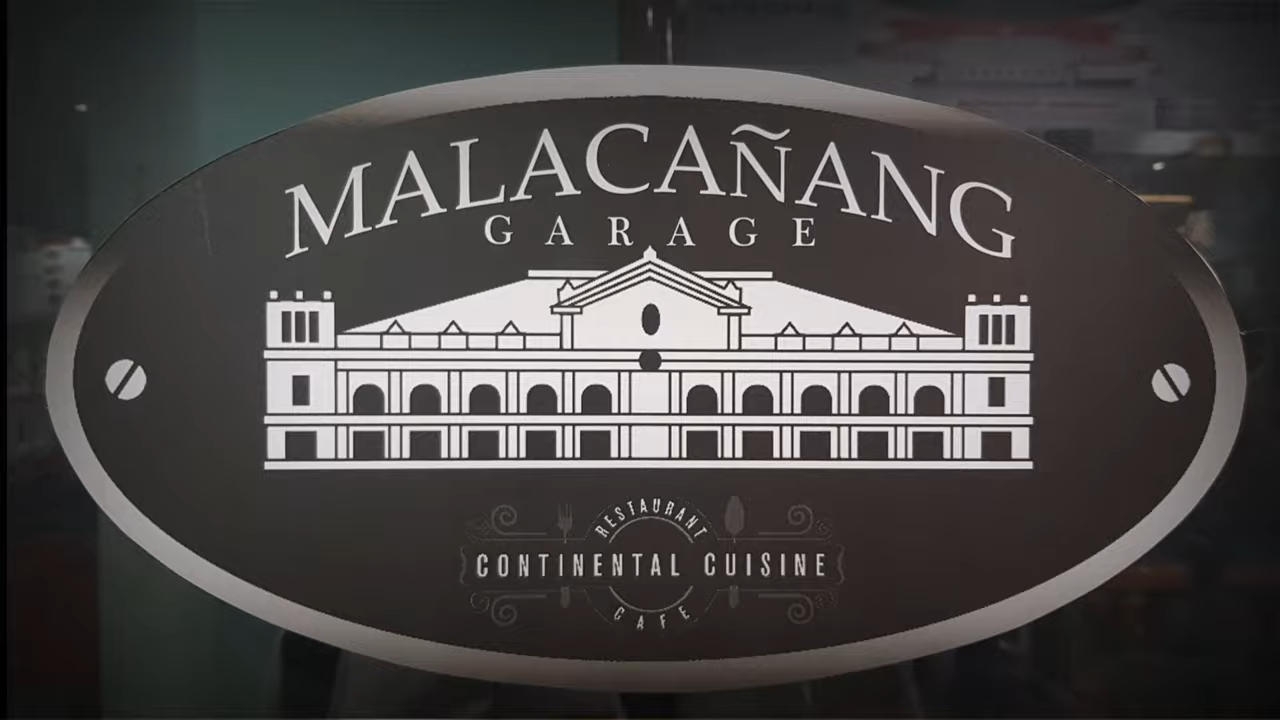 MALACAÑANG
GARAGE
RESTAURANT
CONTINENTAL CUISINE
CAFE